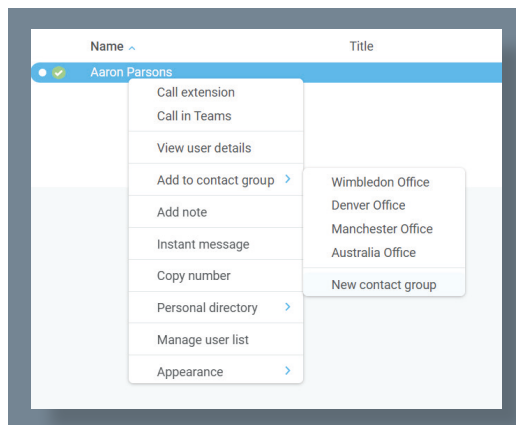 Name Title
Aaron Parsons
Call extension
Call in Teams
View user details
Add to contact group
Add note
Instant message
Copy number
Personal directory
Manage user list
Appearance
Wimbledon Office
Denver Office
Manchester Office
Australia Office
New contact group